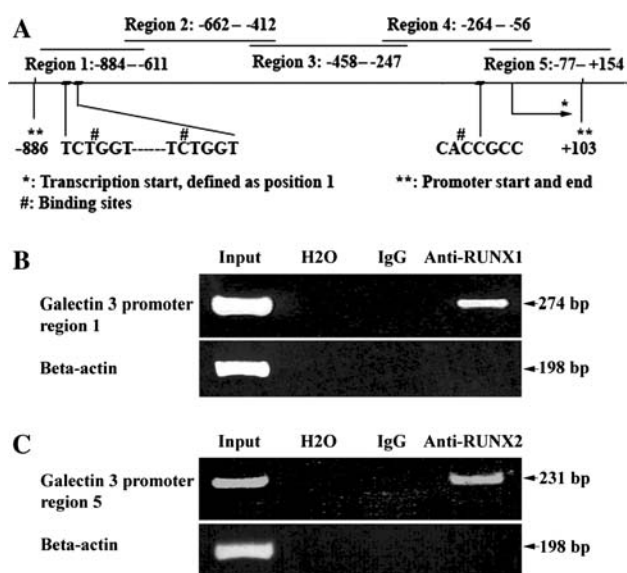 A
Region 2: -662-- -412
Region 4: -264-- -56
Region 1:-884-- -611
Region 3: -458-- -247
Region 5:-77- +154
*
** # # # **
-886 TCTGGT------TCTGGT CACCGCC +103
*: Transcription start, defined as position 1
**: Promoter start and end
#: Binding sites
B
Input H2O IgG Anti-RUNX1
Galectin 3 promoter
region 1
274 bp
Beta-actin
198 bp
C
Input H2O IgG Anti-RUNX2
Galectin 3 promoter
region 5
231 bp
Beta-actin
198 bp